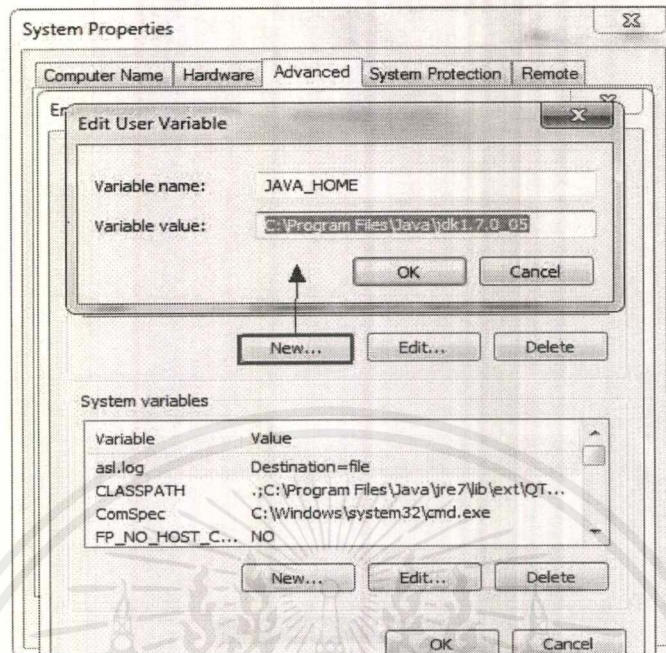 System Properties
Computer Name Hardware Advanced System Protection Remote
Edit User Variable
Variable name: JAVA_HOME
Variable value: C:\Program Files\Java\jdk1.7.0_05
OK Cancel
New... Edit... Delete
System variables
Variable Value
asl.log Destination=file
CLASSPATH .;C:\Program Files\Java\jre7\lib\ext\QT...
ComSpec C:\Windows\system32\cmd.exe
FP_NO_HOST_C... NO
New... Edit... Delete
OK Cancel